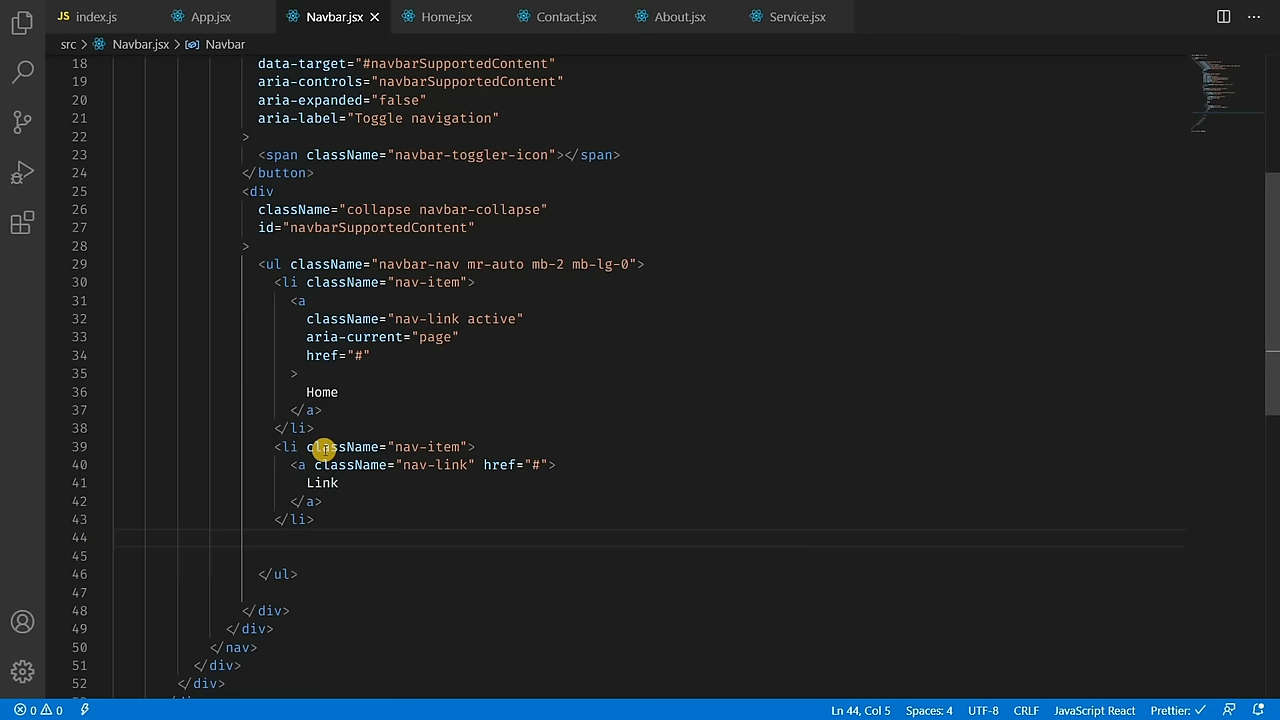 JS index.js App.jsx Navbar.jsx Home.jsx Contact.jsx About.jsx Service.jsx
src > Navbar.jsx > Navbar
18 data-target="#navbarSupportedContent"
19 aria-controls="navbarSupportedContent"
20 aria-expanded="false"
21 aria-label="Toggle navigation"
22 >
23 <span className="navbar-toggler-icon"></span>
24 </button>
25 <div
26 className="collapse navbar-collapse"
27 id="navbarSupportedContent"
28 >
29 <ul className="navbar-nav mr-auto mb-2 mb-lg-0">
30 <li className="nav-item">
31 <a
32 className="nav-link active"
33 aria-current="page"
34 href="#"
35 >
36 Home
37 </a>
38 </li>
39 <li className="nav-item">
40 <a className="nav-link" href="#">
41 Link
42 </a>
43 </li>
44
45
46 </ul>
47
48 </div>
49 </div>
50 </nav>
51 </div>
52 </div>
0 0 Ln 44, Col 5 Spaces: 4 UTF-8 CRLF JavaScript React Prettier: ✓